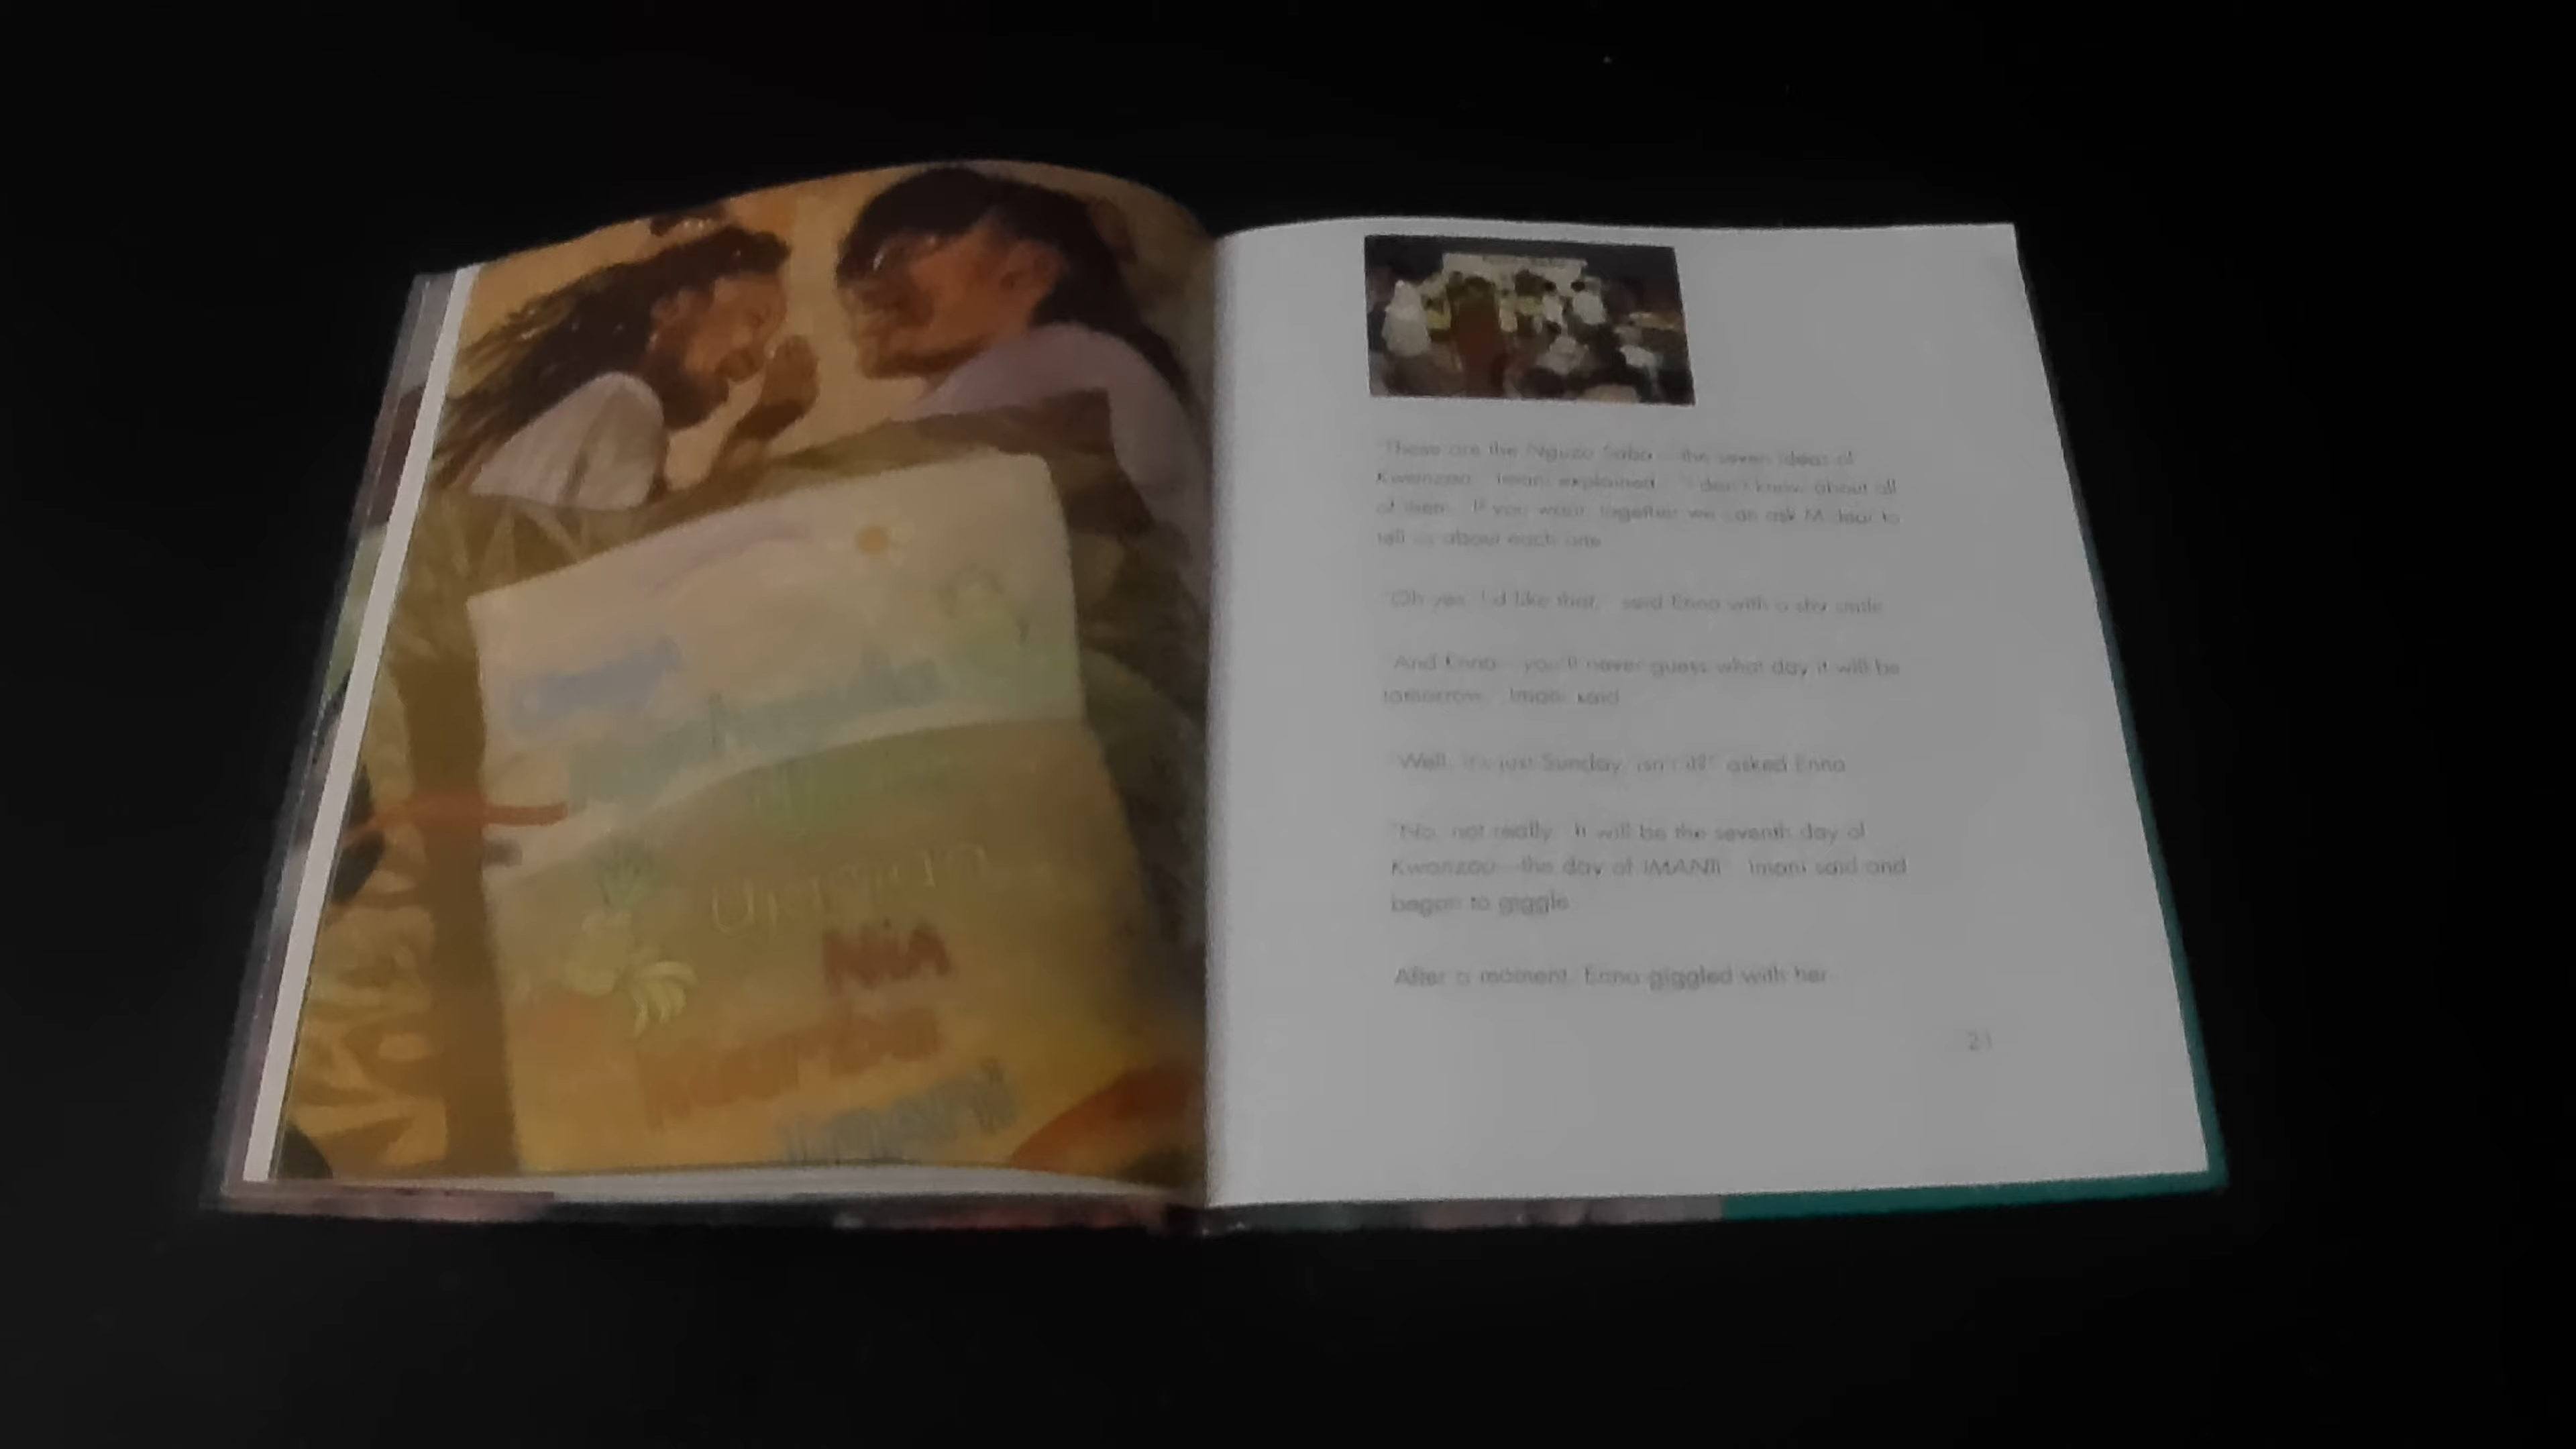 Ujamaa
NIA
Kuumba
Imani
"These are the Nguzo Saba—the seven ideas of
Kwanzaa," Imani explained. "I don't know about all
of them. If you want, together we can ask M'dear to
tell us about each one."
"Oh yes, I'd like that," said Enna with a shy smile.
"And Enna—you'll never guess what day it will be
tomorrow," Imani said.
"Well, it's just Sunday, isn't it?" asked Enna.
"No, not really. It will be the seventh day of
Kwanzaa—the day of IMANI!" Imani said and
began to giggle.
After a moment, Enna giggled with her.
21